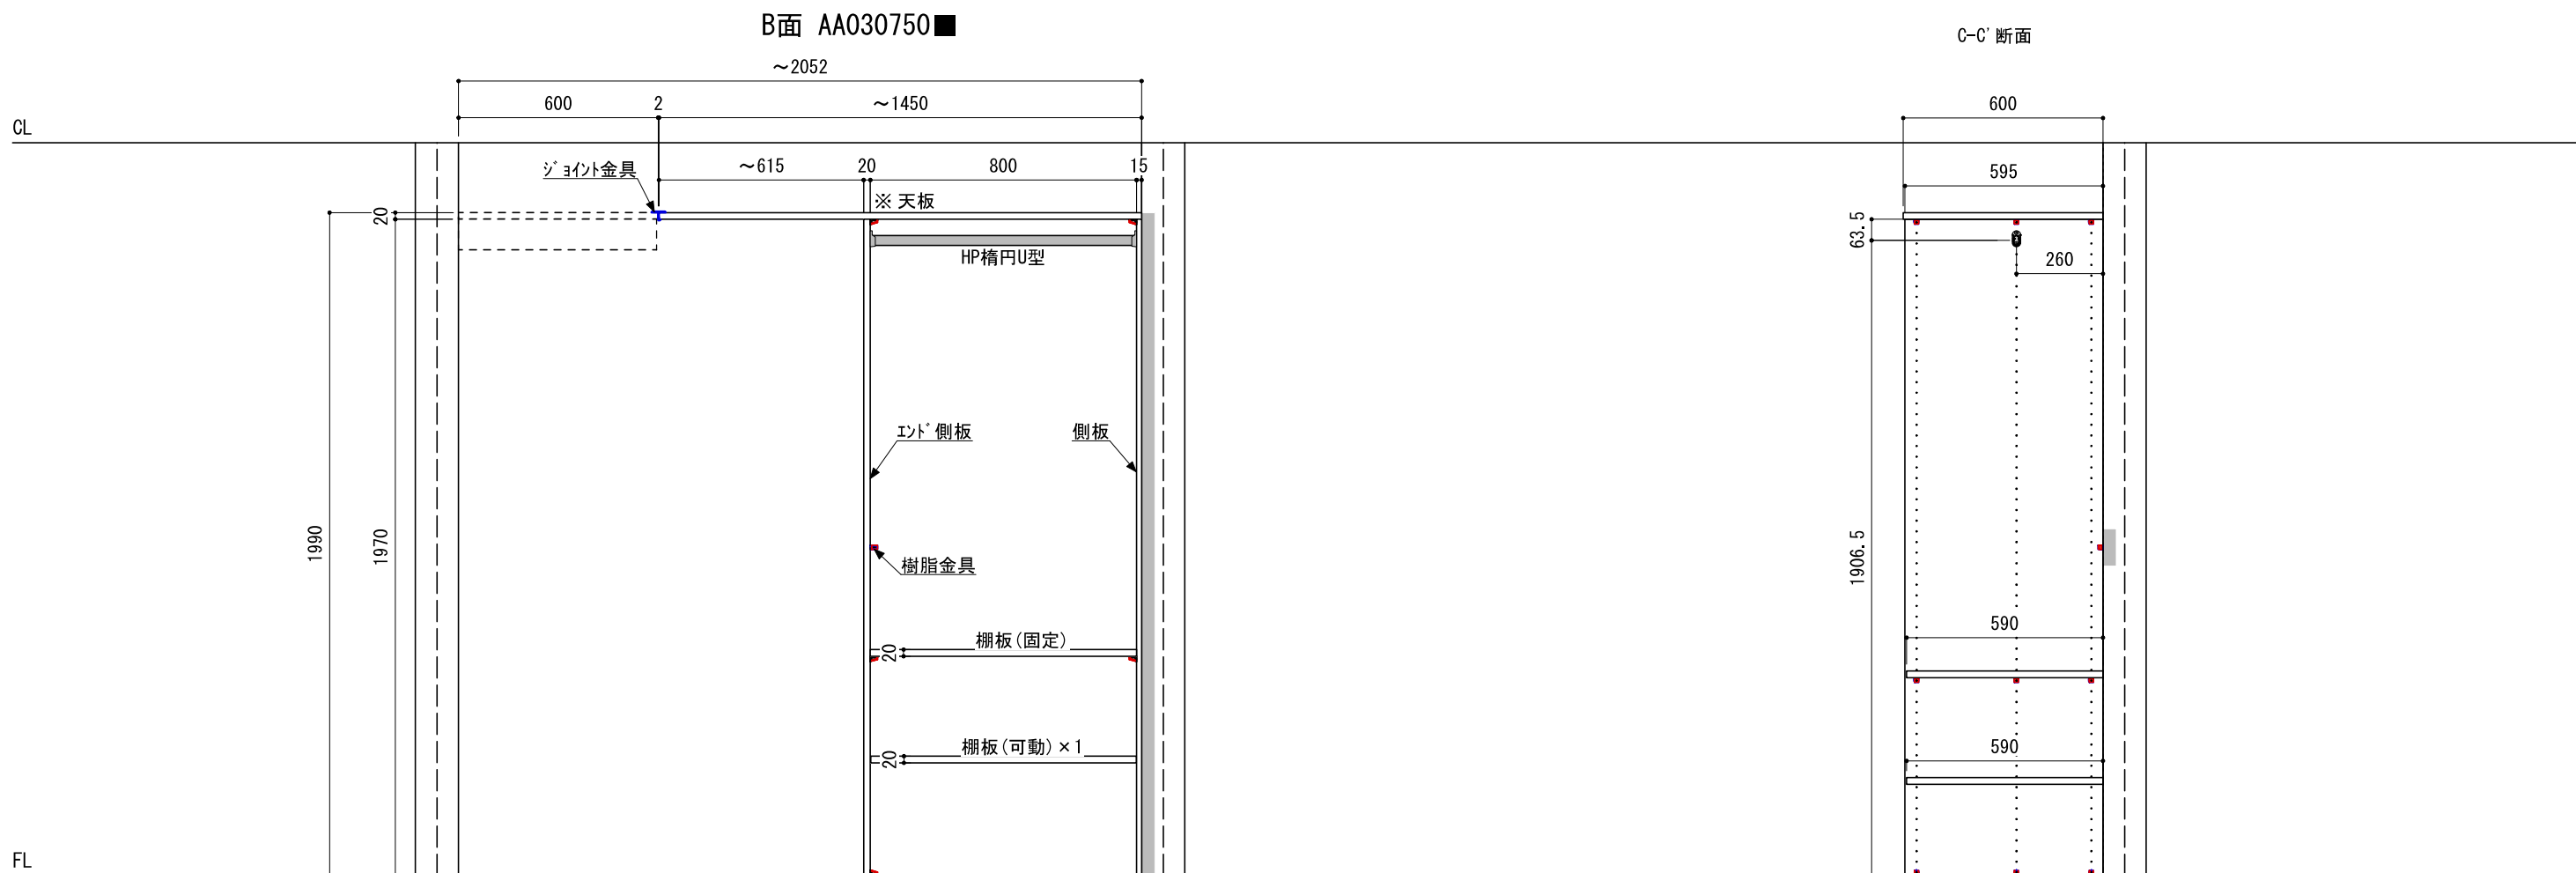 B面 AA030750■
C-C'断面
～2052
600 2 ～1450
600
CL
ｼﾞｮｲﾝﾄ金具
～615 20 800 15
595
※ 天板
20
63.5
HP楕円U型
260
ｴﾝﾄﾞ側板
側板
1990
1970
1906.5
樹脂金具
590
棚板(固定)
20
棚板(可動)×1
20
590
FL